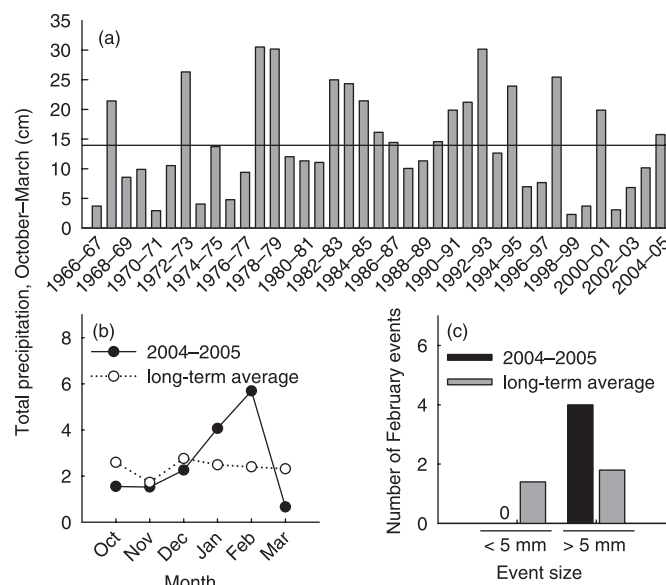 (a)
Total precipitation, October–March (cm)
35
30
25
20
15
10
5
0
1966–67
1968–69
1970–71
1972–73
1974–75
1976–77
1978–79
1980–81
1982–83
1984–85
1986–87
1988–89
1990–91
1992–93
1994–95
1996–97
1998–99
2000–01
2002–03
2004–05
(b)
2004–2005
long-term average
8
6
4
2
0
Oct
Nov
Dec
Jan
Feb
Mar
Month
(c)
2004–2005
long-term average
Number of February events
6
4
2
0
0
< 5 mm
> 5 mm
Event size